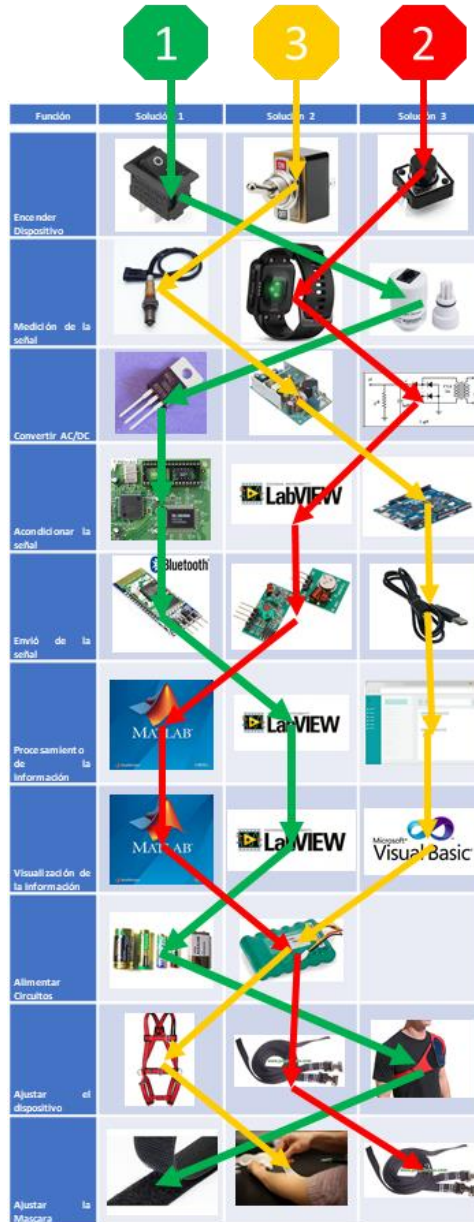 1
3
2
Función
Solución 1
Solución 2
Solución 3
Encender
Dispositivo
ON
Medición de la
señal
Convertir AC/DC
Acondicionar la
señal
LabVIEW
Envió de la
señal
Bluetooth
Procesamiento
de la
información
MATLAB
LabVIEW
Visualización de
la información
MATLAB
LabVIEW
Microsoft
Visual Basic
Alimentar
Circuitos
Ajustar el
dispositivo
Ajustar la
Mascara